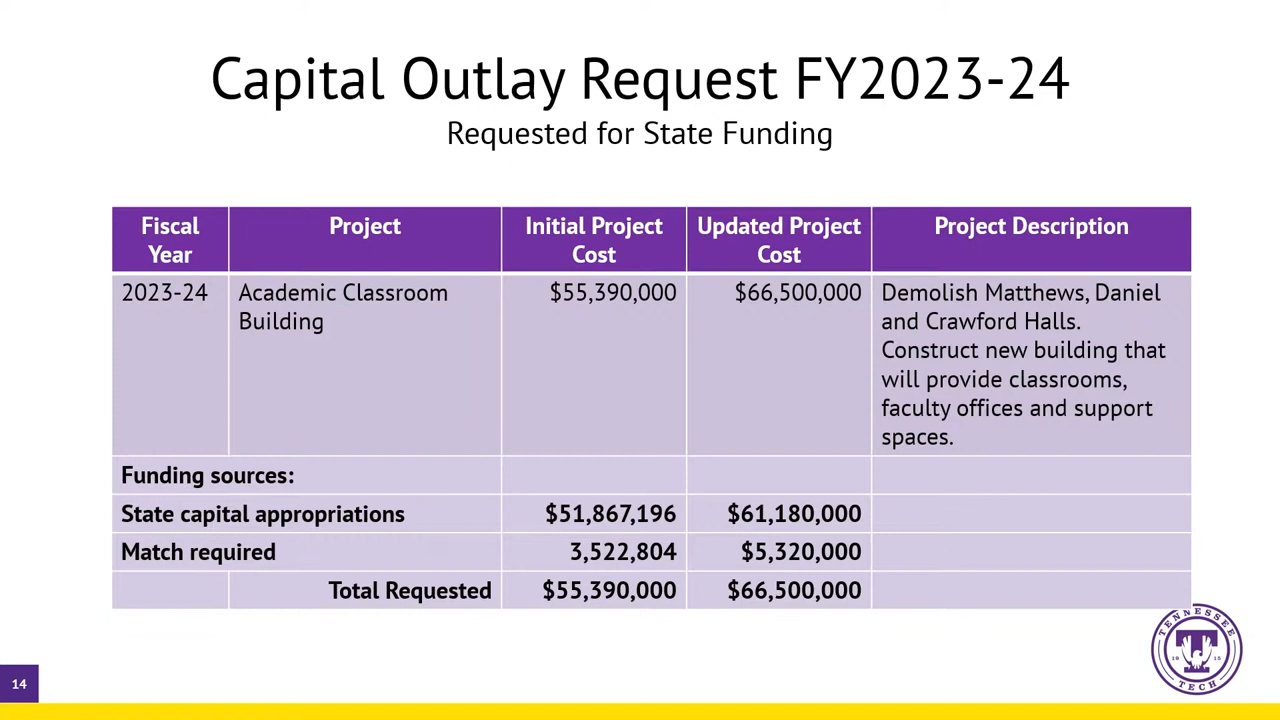 Capital Outlay Request FY2023-24
Requested for State Funding
Fiscal Year
Project
Initial Project Cost
Updated Project Cost
Project Description
2023-24
Academic Classroom
Building
$55,390,000
$66,500,000
Demolish Matthews, Daniel
and Crawford Halls.
Construct new building that
will provide classrooms,
faculty offices and support
spaces.
Funding sources:
State capital appropriations $51,867,196 $61,180,000
Match required 3,522,804 $5,320,000
Total Requested $55,390,000 $66,500,000
TENNESSEE
T
19 15
TECH
14